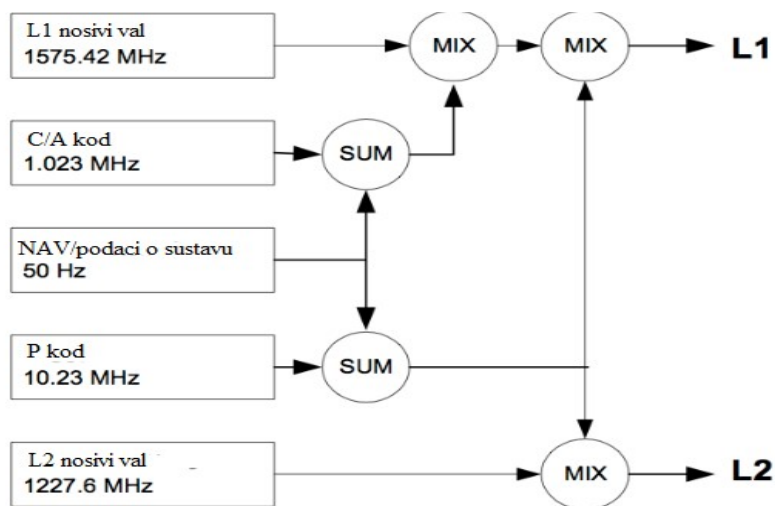 L1 nosivi val
1575.42 MHz
MIX
MIX
L1
C/A kod
1.023 MHz
SUM
NAV/podaci o sustavu
50 Hz
P kod
10.23 MHz
SUM
L2 nosivi val
1227.6 MHz
MIX
L2